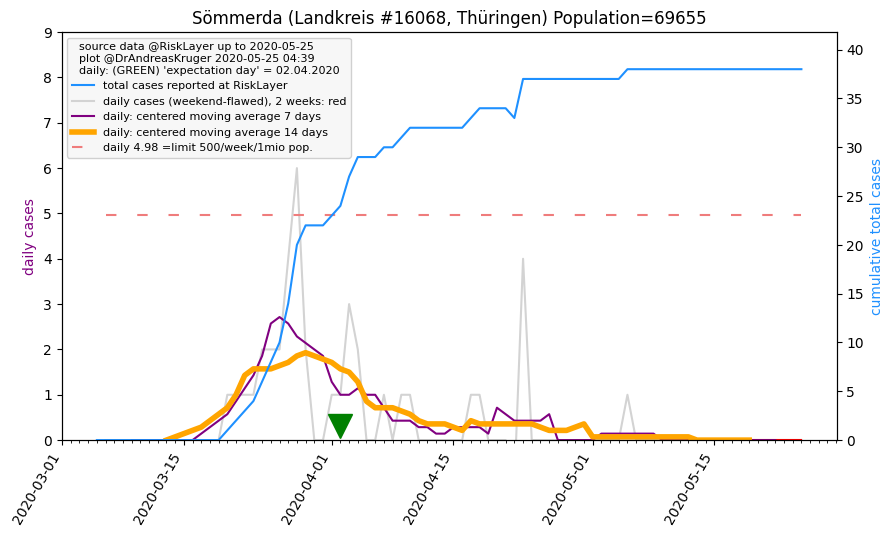 Sömmerda (Landkreis #16068, Thüringen) Population=69655
source data @RiskLayer up to 2020-05-25
plot @DrAndreasKruger 2020-05-25 04:39
daily: (GREEN) 'expectation day' = 02.04.2020
total cases reported at RiskLayer
daily cases (weekend-flawed), 2 weeks: red
daily: centered moving average 7 days
daily: centered moving average 14 days
daily 4.98 =limit 500/week/1mio pop.
daily cases
9
8
7
6
5
4
3
2
1
0
cumulative total cases
40
35
30
25
20
15
10
5
0
2020-03-01
2020-03-15
2020-04-01
2020-04-15
2020-05-01
2020-05-15